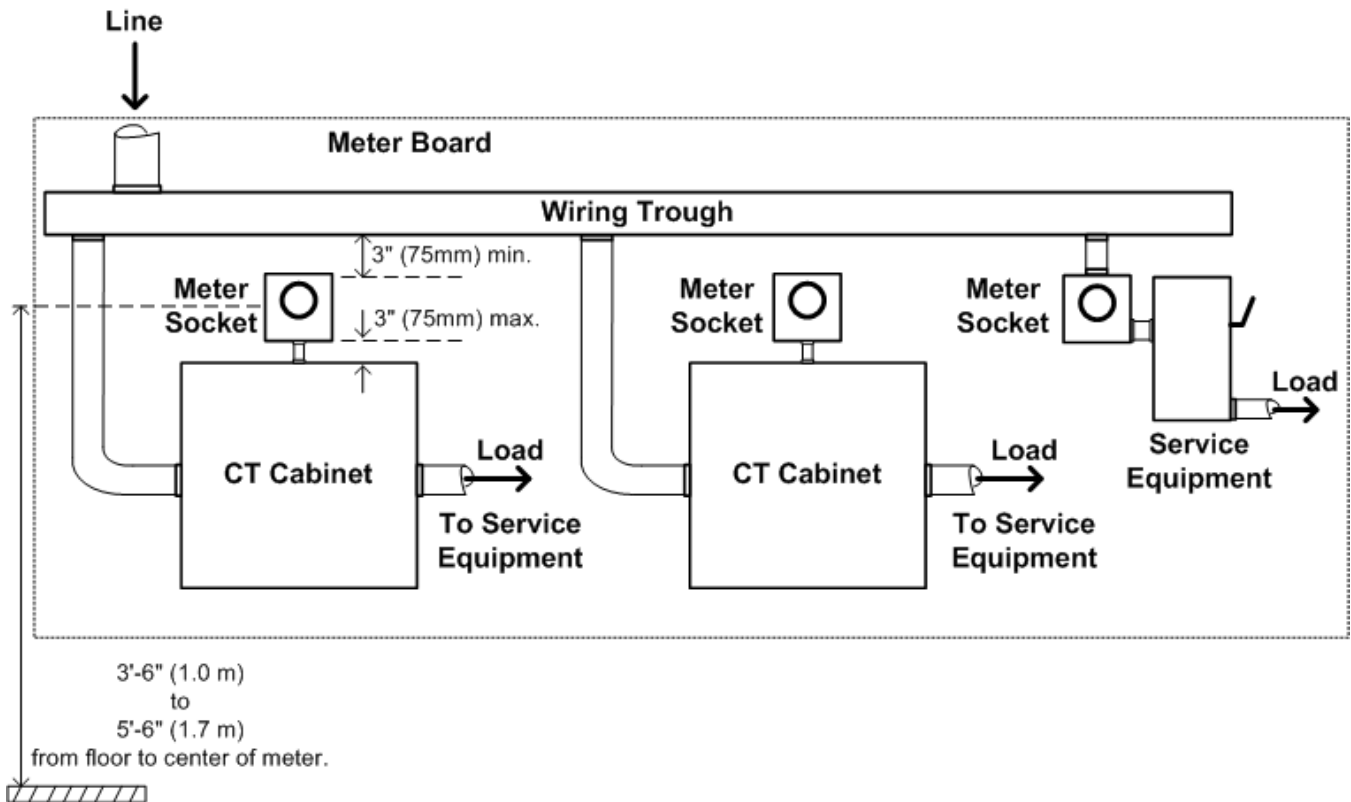 Line
Meter Board
Wiring Trough
3" (75mm) min.
Meter
Socket
3" (75mm) max.
Meter
Socket
Meter
Socket
CT Cabinet
Load
To Service
Equipment
CT Cabinet
Load
To Service
Equipment
Load
Service
Equipment
3'-6" (1.0 m)
to
5'-6" (1.7 m)
from floor to center of meter.